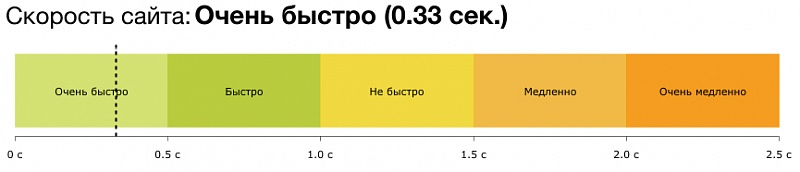 Скорость сайта: Очень быстро (0.33 сек.)
Очень быстро Быстро Не быстро Медленно Очень медленно
0 с 0.5 с 1.0 с 1.5 с 2.0 с 2.5 с